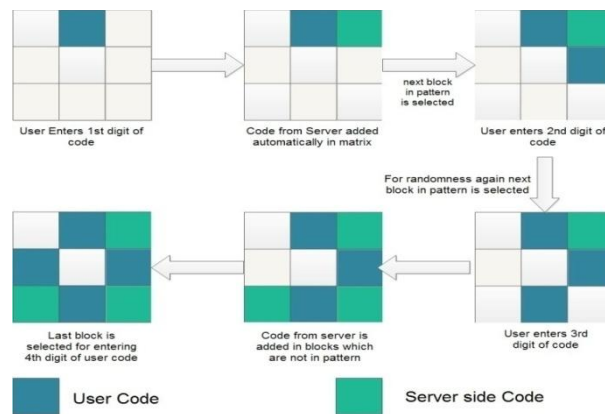 User Enters 1st digit of
code
Code from Server added
automatically in matrix
next block
in pattern
is selected
User enters 2nd digit of
code
For randomness again next
block in pattern is selected
Last block is
selected for entering
4th digit of user code
Code from server is
added in blocks which
are not in pattern
User enters 3rd
digit of code
User Code
Server side Code